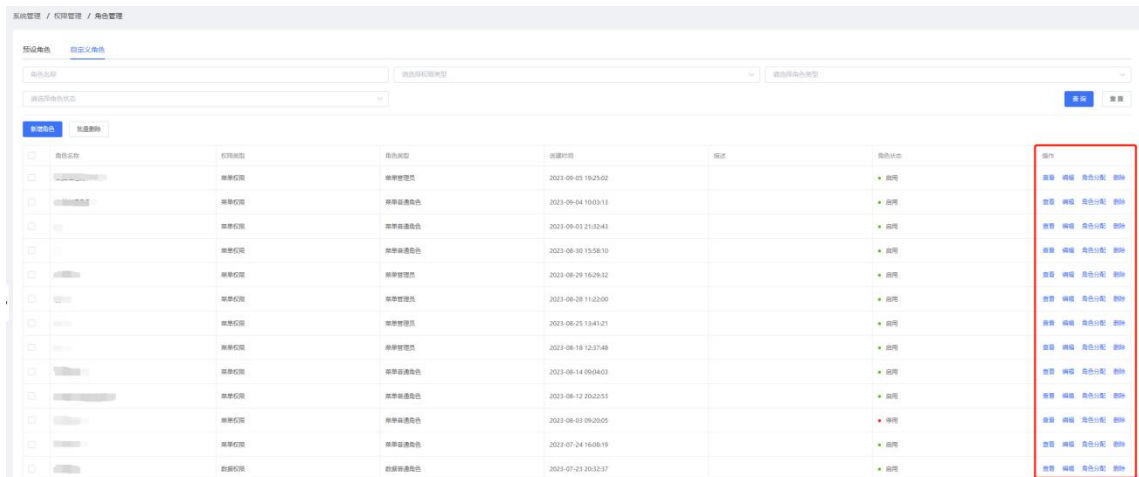 系统管理 / 权限管理 / 角色管理
预设角色 自定义角色
角色名称 请选择权限类型 请选择角色类型
请选择角色状态 查询 重置
新增角色 批量删除
角色名称 权限类型 角色类型 创建时间 描述 角色状态 操作
菜单权限 菜单管理员 2023-09-05 19:25:02 启用 查看 编辑 角色分配 删除
菜单权限 菜单普通角色 2023-09-04 10:03:13 启用 查看 编辑 角色分配 删除
菜单权限 菜单普通角色 2023-09-03 21:32:43 启用 查看 编辑 角色分配 删除
菜单权限 菜单普通角色 2023-08-30 15:58:10 启用 查看 编辑 角色分配 删除
菜单权限 菜单管理员 2023-08-29 16:29:32 启用 查看 编辑 角色分配 删除
菜单权限 菜单管理员 2023-08-28 11:22:00 启用 查看 编辑 角色分配 删除
菜单权限 菜单管理员 2023-08-25 13:41:21 启用 查看 编辑 角色分配 删除
菜单权限 菜单管理员 2023-08-18 12:37:48 启用 查看 编辑 角色分配 删除
菜单权限 菜单普通角色 2023-08-14 09:04:03 启用 查看 编辑 角色分配 删除
菜单权限 菜单普通角色 2023-08-12 20:22:53 启用 查看 编辑 角色分配 删除
菜单权限 菜单普通角色 2023-08-03 09:20:05 停用 查看 编辑 角色分配 删除
菜单权限 菜单普通角色 2023-07-24 16:08:19 启用 查看 编辑 角色分配 删除
数据权限 数据普通角色 2023-07-23 20:32:37 启用 查看 编辑 角色分配 删除